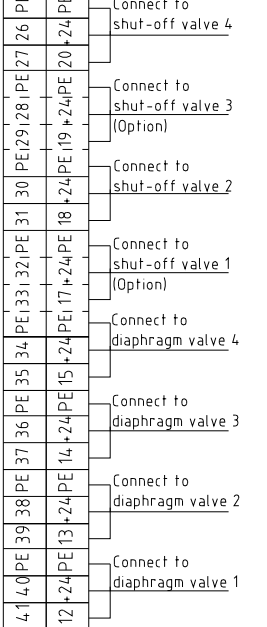 PE 26 27 PE 28 29 PE 30 31 PE 32 33 PE 34 35 PE 36 37 PE 38 39 PE 40 41
PE +24 20 PE +24 19 PE +24 18 PE +24 17 PE +24 15 PE +24 14 PE +24 13 PE +24 12
Connect to
shut-off valve 4
Connect to
shut-off valve 3
(Option)
Connect to
shut-off valve 2
Connect to
shut-off valve 1
(Option)
Connect to
diaphragm valve 4
Connect to
diaphragm valve 3
Connect to
diaphragm valve 2
Connect to
diaphragm valve 1